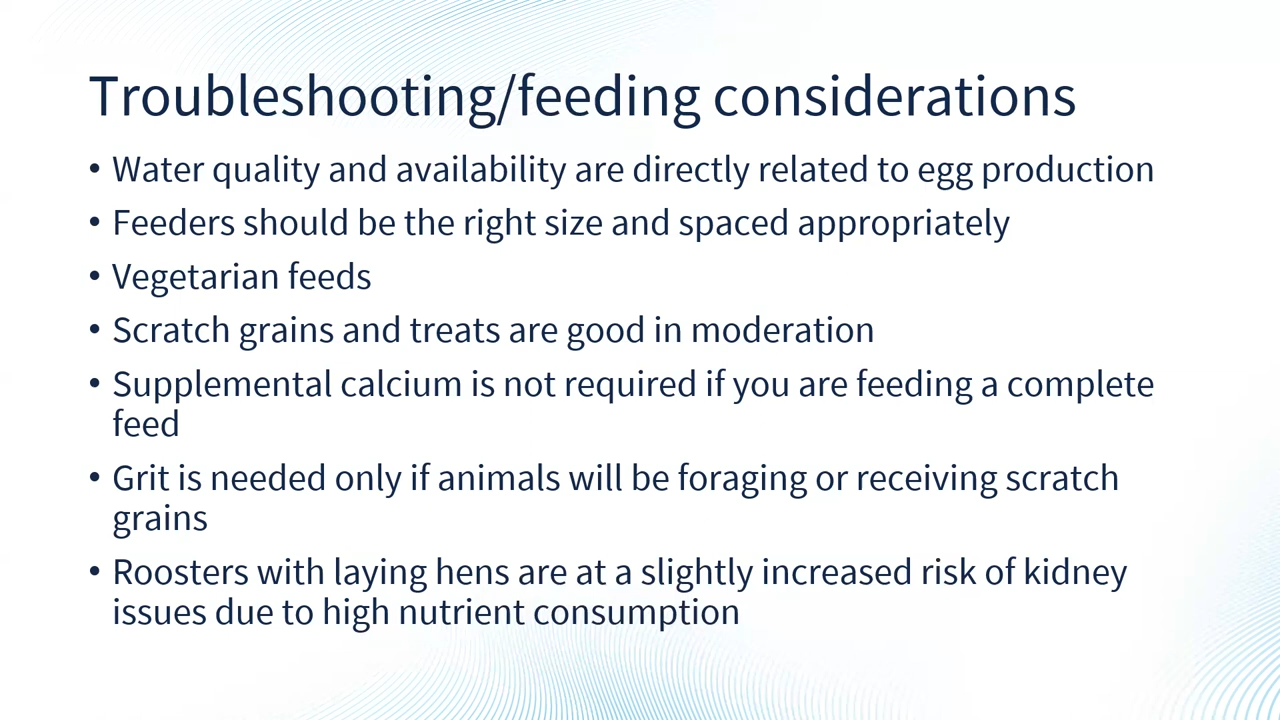 Troubleshooting/feeding considerations
• Water quality and availability are directly related to egg production
• Feeders should be the right size and spaced appropriately
• Vegetarian feeds
• Scratch grains and treats are good in moderation
• Supplemental calcium is not required if you are feeding a complete
feed
• Grit is needed only if animals will be foraging or receiving scratch
grains
• Roosters with laying hens are at a slightly increased risk of kidney
issues due to high nutrient consumption